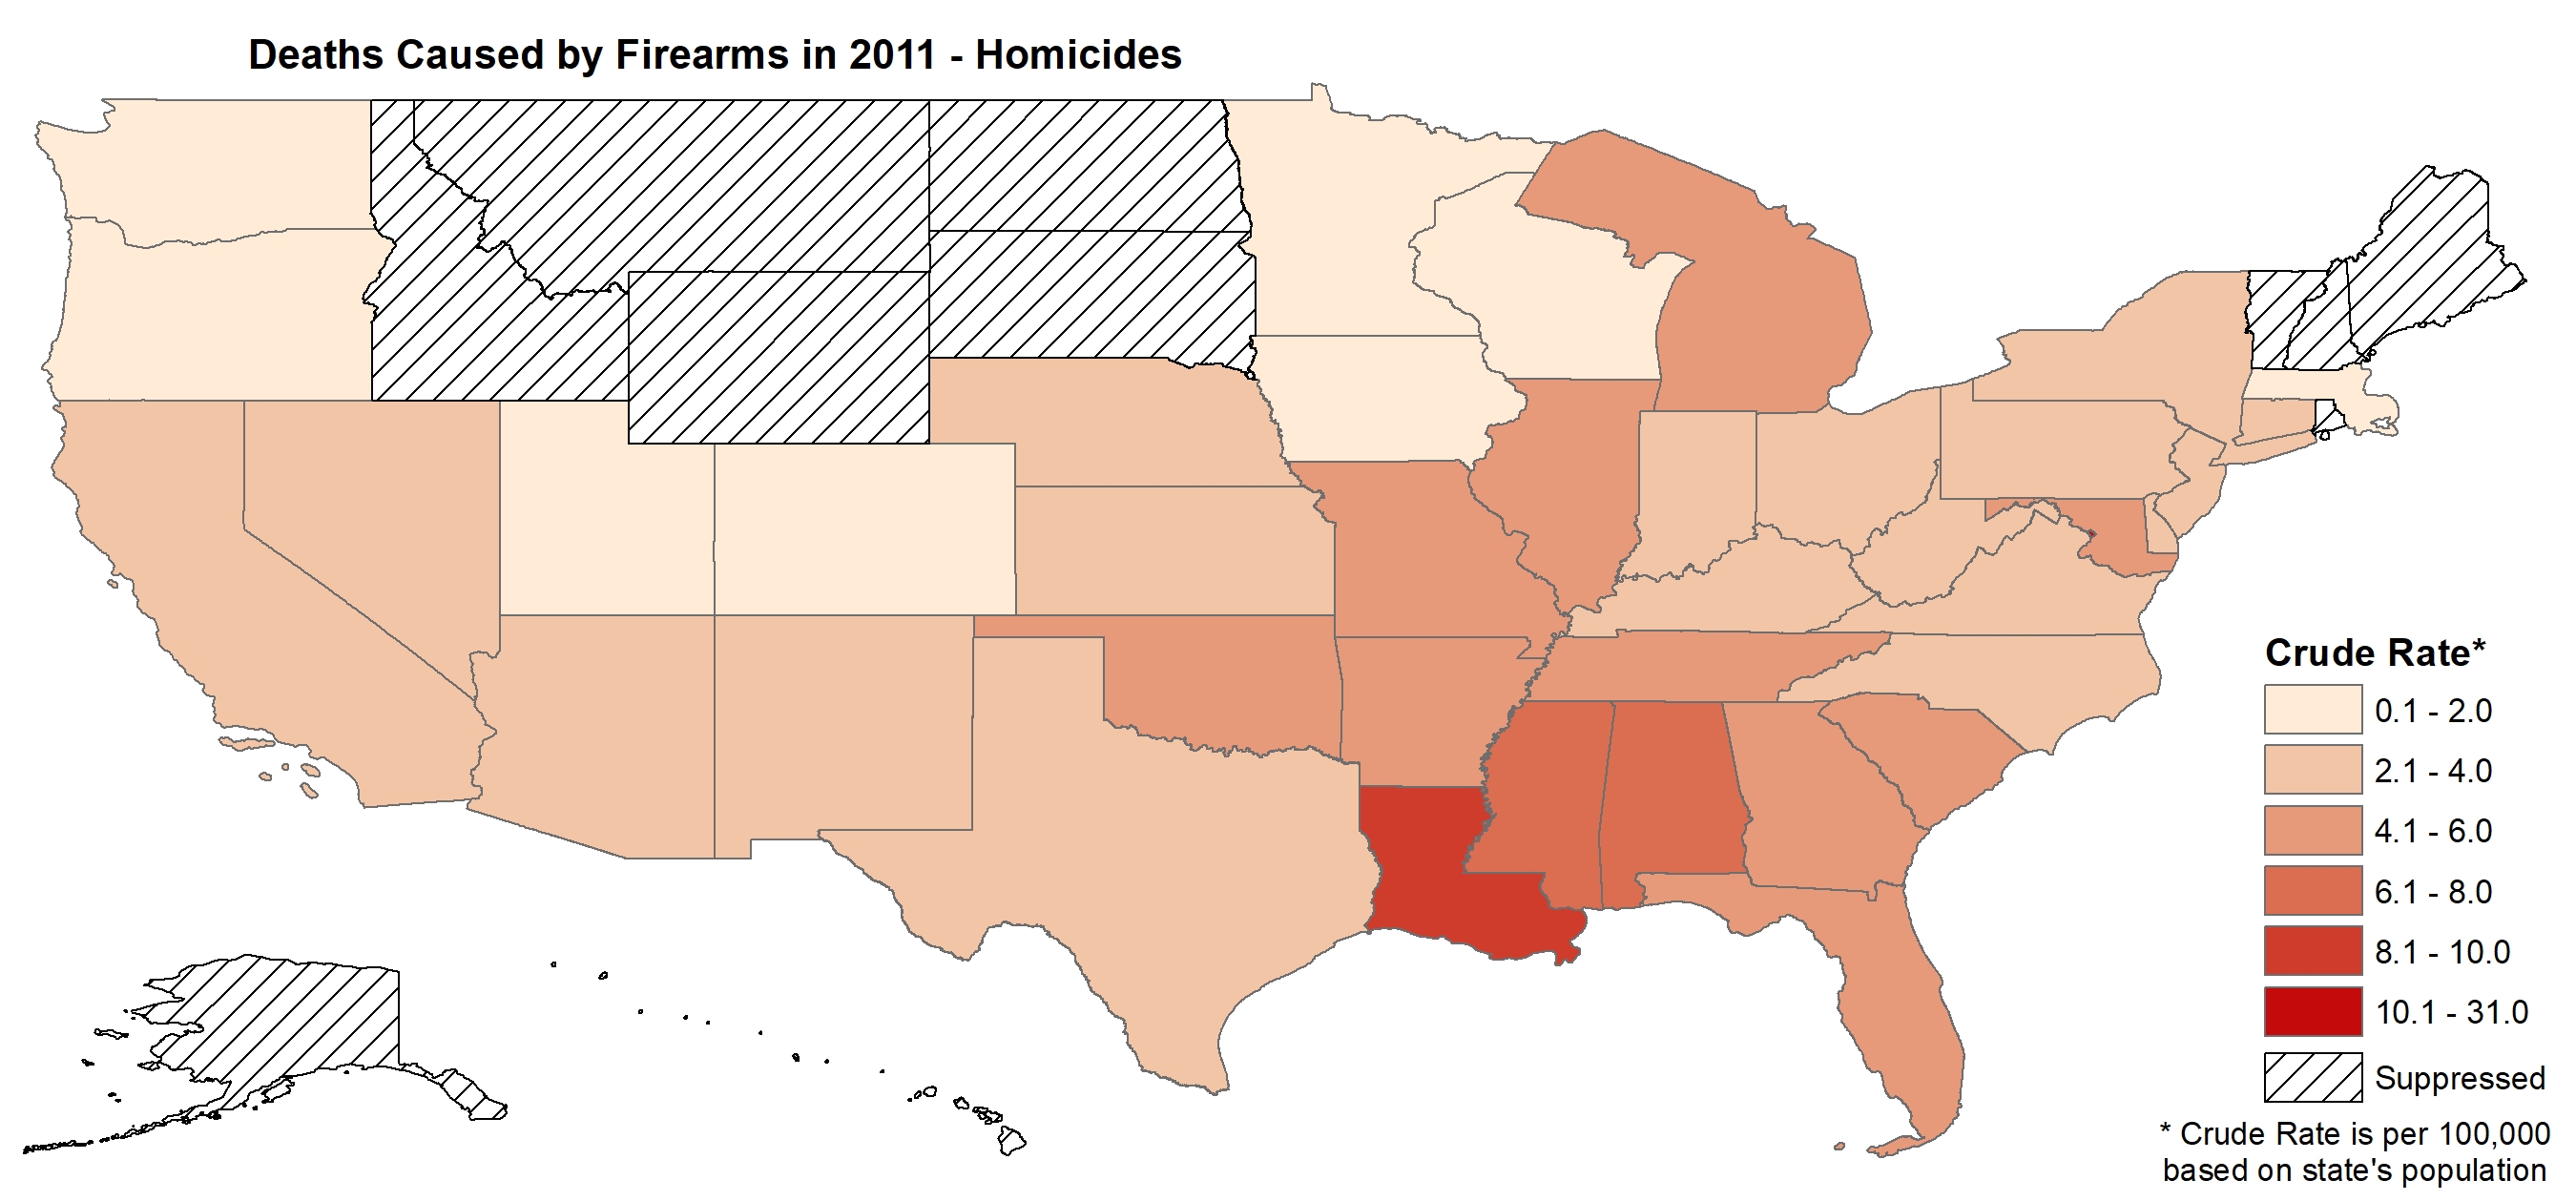 Deaths Caused by Firearms in 2011 - Homicides
Crude Rate*
0.1 - 2.0
2.1 - 4.0
4.1 - 6.0
6.1 - 8.0
8.1 - 10.0
10.1 - 31.0
Suppressed
* Crude Rate is per 100,000
based on state's population